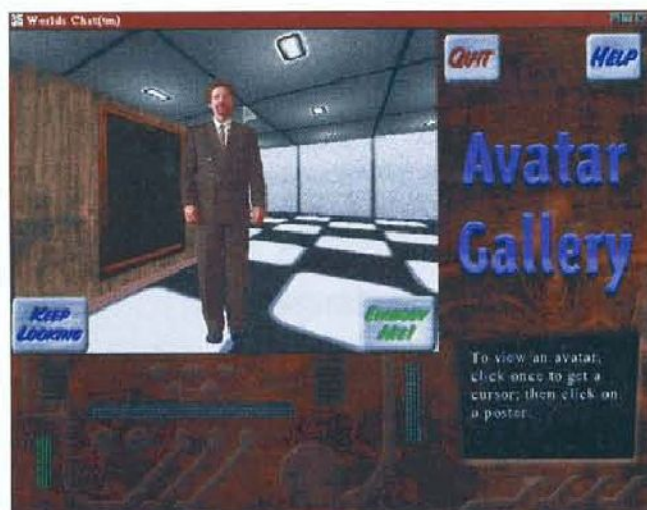 Worlds Chat(tm)
QUIT
HELP
Avatar
Gallery
KEEP
LOOKING
EMBODY
ME!
To view an avatar,
click once to get a
cursor; then click on
a poster.